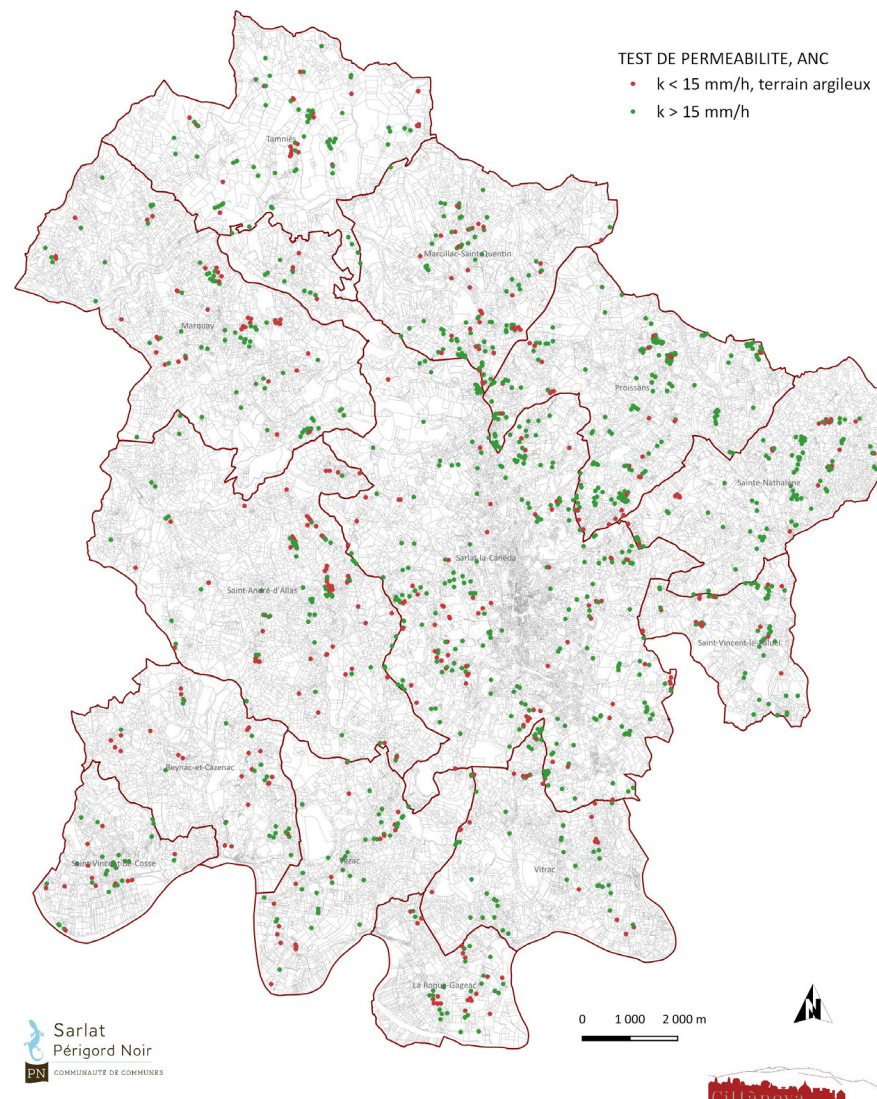 TEST DE PERMEABILITE, ANC
k < 15 mm/h, terrain argileux
k > 15 mm/h
Tamniès
Marcillac-Saint-Quentin
Marquay
Proissans
Sainte-Nathalène
Sarlat-la-Canéda
Saint-André-d'Allas
Saint-Vincent-le-Paluel
Beynac-et-Cazenac
Saint-Vincent-de-Cosse
Vézac
Vitrac
La Roque-Gageac
N
0 1 000 2 000 m
Sarlat
Périgord Noir
PN COMMUNAUTÉ DE COMMUNES
Cittànova